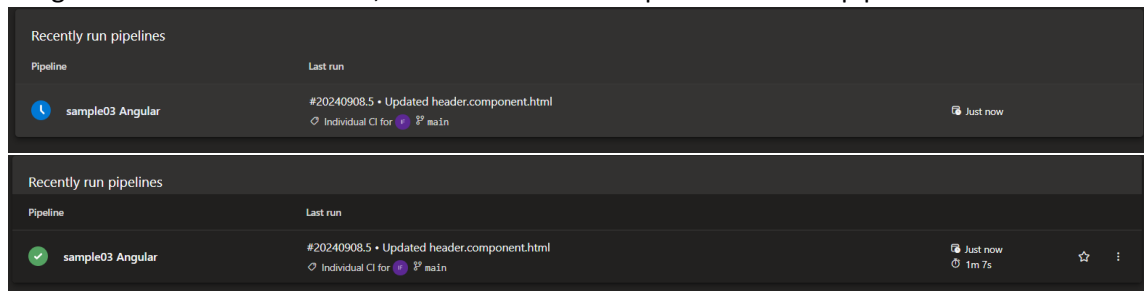 Recently run pipelines
Pipeline Last run
sample03 Angular
#20240908.5 • Updated header.component.html
Individual CI for IF main
Just now
Recently run pipelines
Pipeline Last run
sample03 Angular
#20240908.5 • Updated header.component.html
Individual CI for IF main
Just now
1m 7s